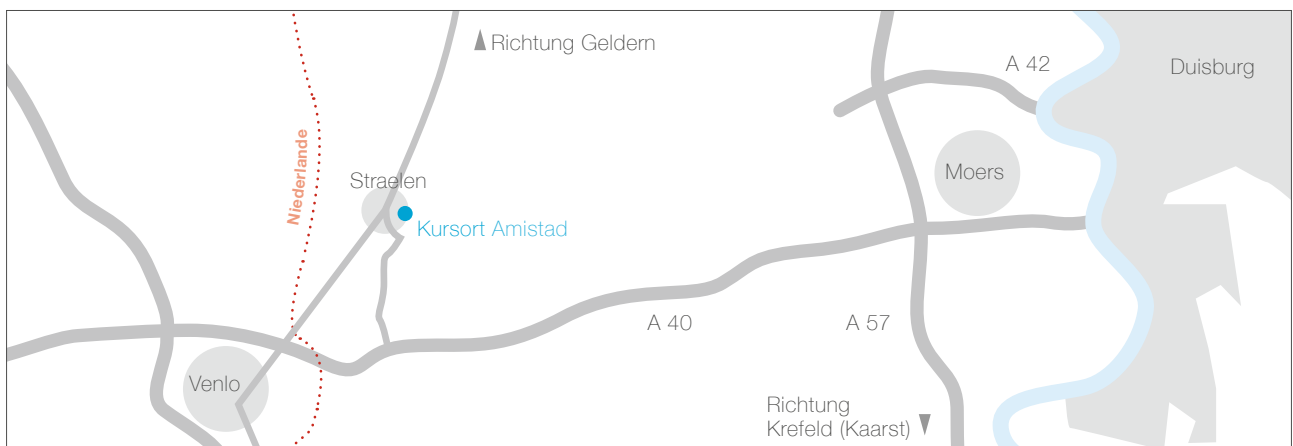 Richtung Geldern
A 42
Duisburg
Niederlande
Straelen
Moers
Kursort Amistad
A 40
A 57
Venlo
Richtung
Krefeld (Kaarst)